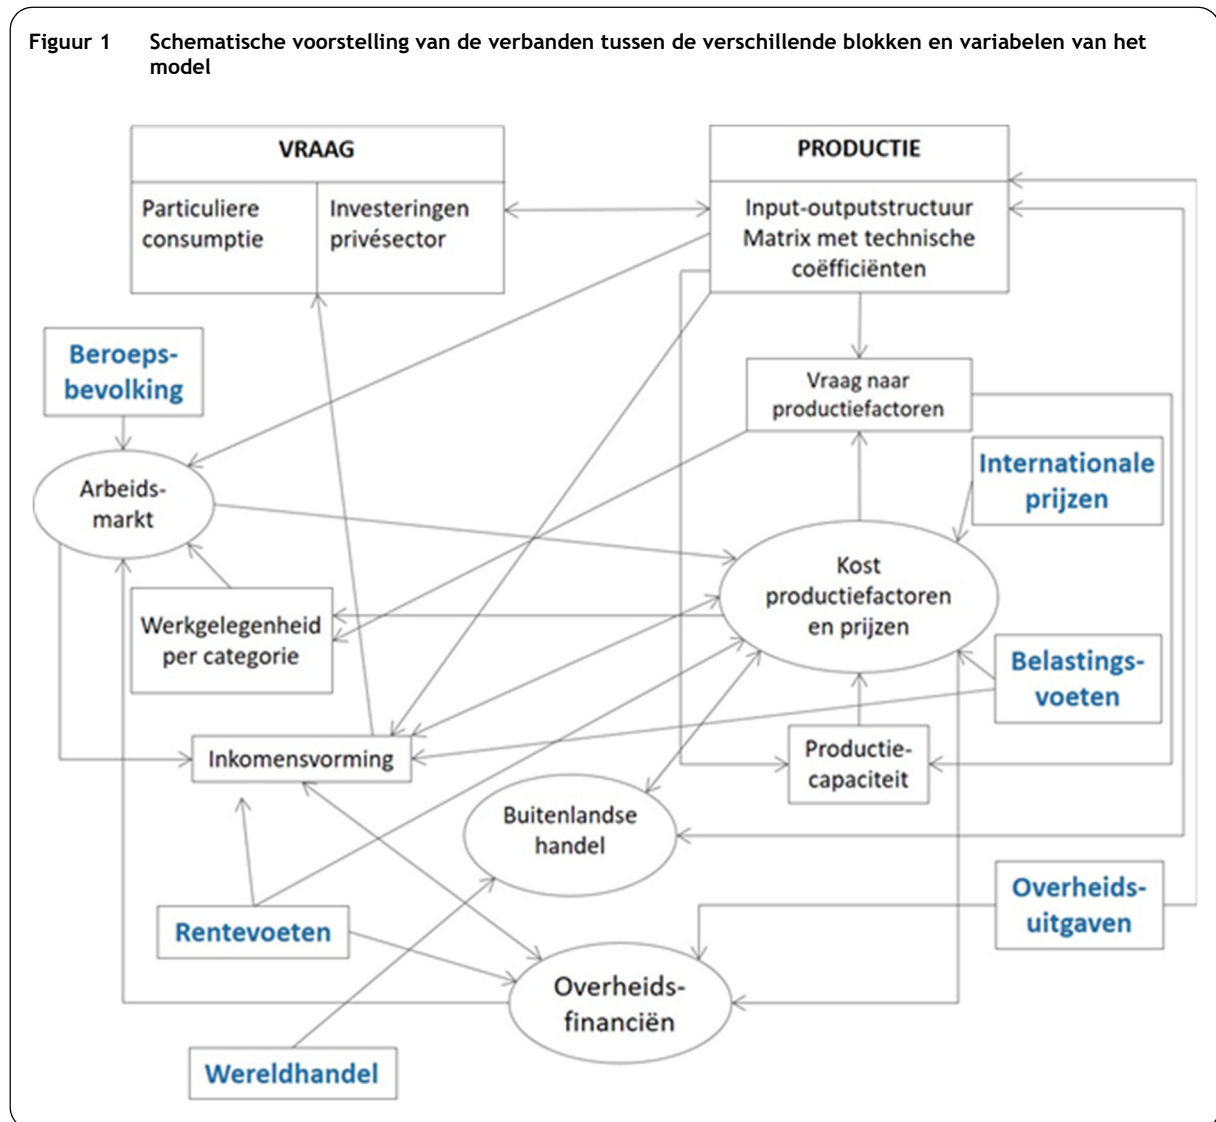 Figuur 1 Schematische voorstelling van de verbanden tussen de verschillende blokken en variabelen van het
model
VRAAG
Particuliere
consumptie
Investeringen
privésector
PRODUCTIE
Input-outputstructuur
Matrix met technische
coëfficiënten
Beroeps-
bevolking
Vraag naar
productiefactoren
Arbeids-
markt
Internationale
prijzen
Kost
productiefactoren
en prijzen
Werkgelegenheid
per categorie
Belastings-
voeten
Inkomensvorming
Productie-
capaciteit
Buitenlandse
handel
Rentevoeten
Overheids-
uitgaven
Overheids-
financiën
Wereldhandel